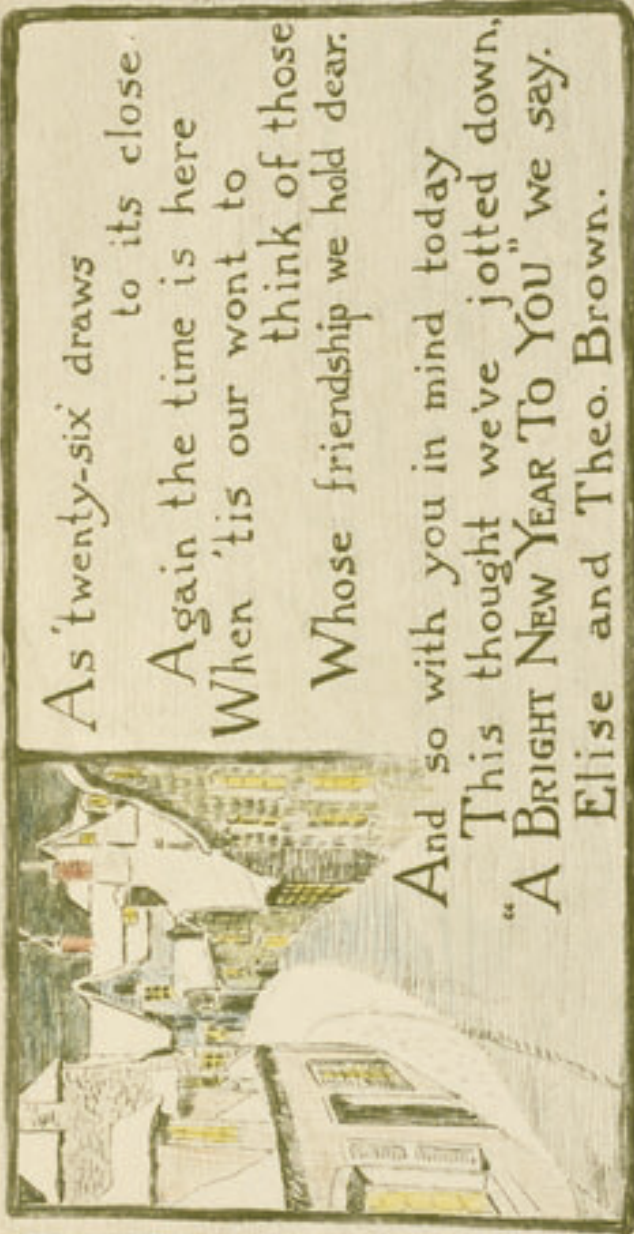 As 'twenty-six' draws
to its close.
Again the time is here
When 'tis our wont to
think of those
Whose friendship we hold dear.
And so with you in mind today
This thought we've jotted down,
“A BRIGHT NEW YEAR TO YOU” we say.
Elise and Theo. Brown.